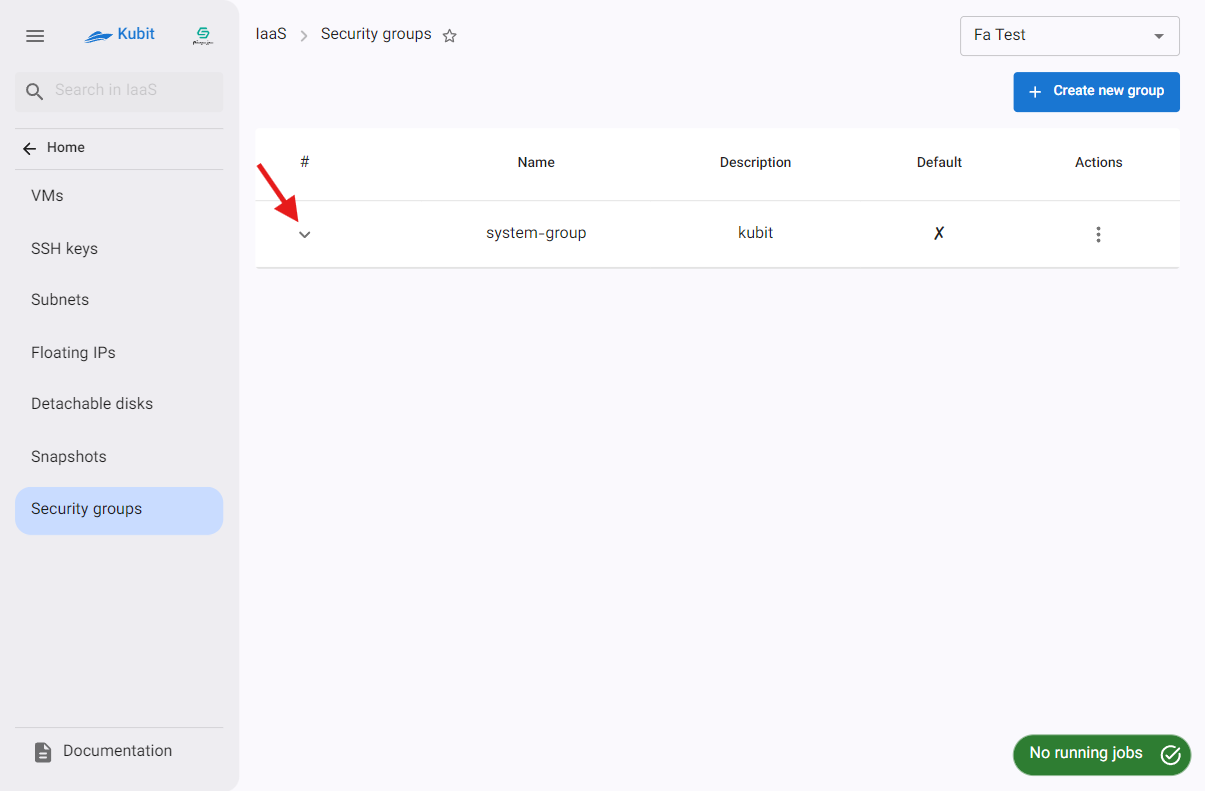 Kubit
IaaS > Security groups
Fa Test
Search in IaaS
+ Create new group
Home
# Name Description Default Actions
VMs
system-group kubit ✗
SSH keys
Subnets
Floating IPs
Detachable disks
Snapshots
Security groups
Documentation
No running jobs